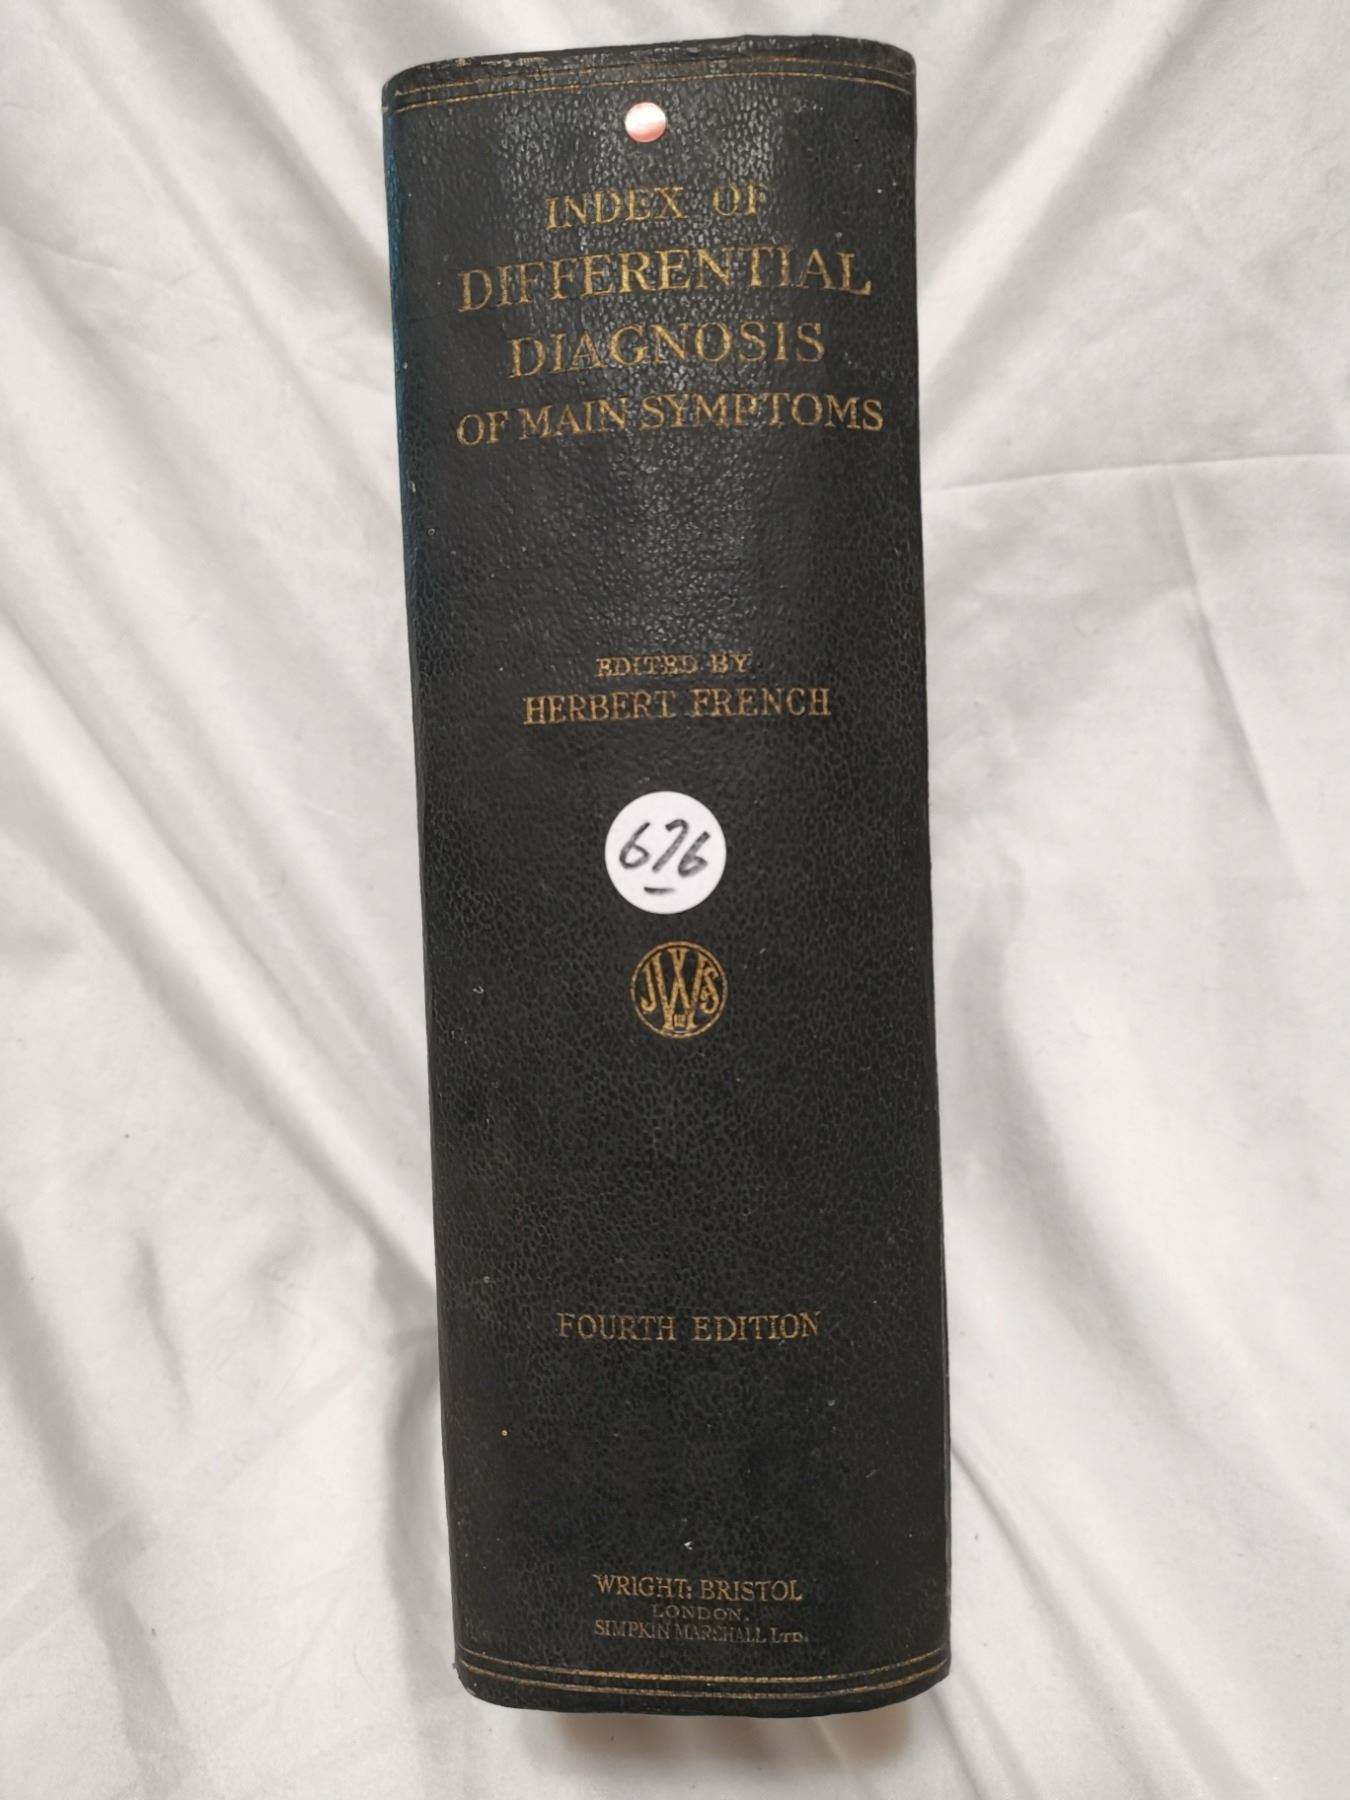 INDEX OF
DIFFERENTIAL
DIAGNOSIS
OF MAIN SYMPTOMS
EDITED BY
HERBERT FRENCH
676
JW&S
FOURTH EDITION
WRIGHT: BRISTOL
LONDON.
SIMPKIN MARSHALL LTD.